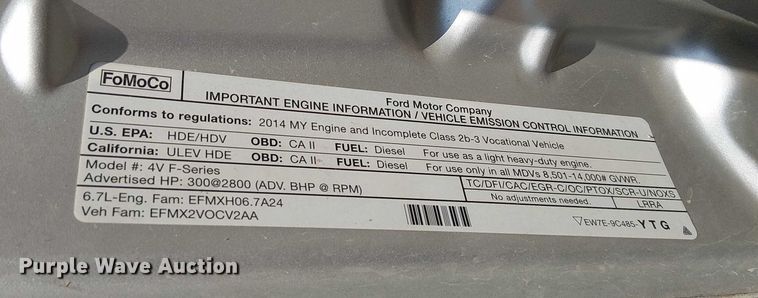 FoMoCo
Ford Motor Company
IMPORTANT ENGINE INFORMATION / VEHICLE EMISSION CONTROL INFORMATION
Conforms to regulations: 2014 MY Engine and Incomplete Class 2b-3 Vocational Vehicle
U.S. EPA: HDE/HDV OBD: CA II FUEL: Diesel For use as a light heavy-duty engine.
California: ULEV HDE OBD: CA II FUEL: Diesel For use only in all MDVs 8,501-14,000# GVWR.
Model #: 4V F-Series
Advertised HP: 300@2800 (ADV. BHP @ RPM)
TC/DFI/CAC/EGR-C/OC/PTOX/SCR-U/NOXS
No adjustments needed. LRRA
6.7L-Eng. Fam: EFMXH06.7A24
Veh Fam: EFMX2VOCV2AA
EW7E-9C485-YTG
Purple Wave Auction